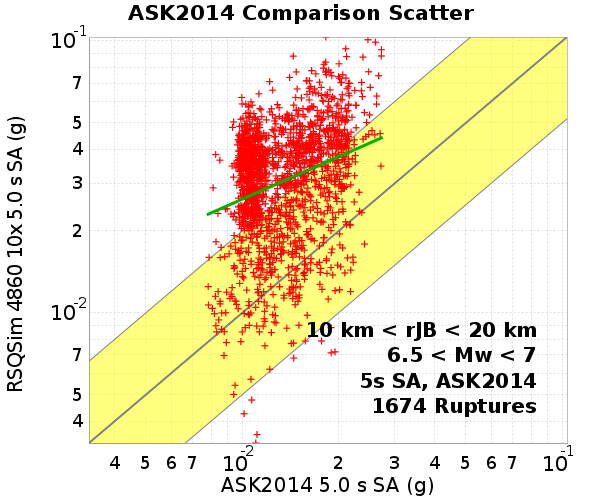 ASK2014 Comparison Scatter
RSQSim 4860 10x 5.0 s SA (g)
10-1
7
5
4
3
2
10-2
7
5
4
10 km < rJB < 20 km
6.5 < Mw < 7
5s SA, ASK2014
1674 Ruptures
4 5 6 7 10-2 2 3 4 5 6 7 10-1
ASK2014 5.0 s SA (g)